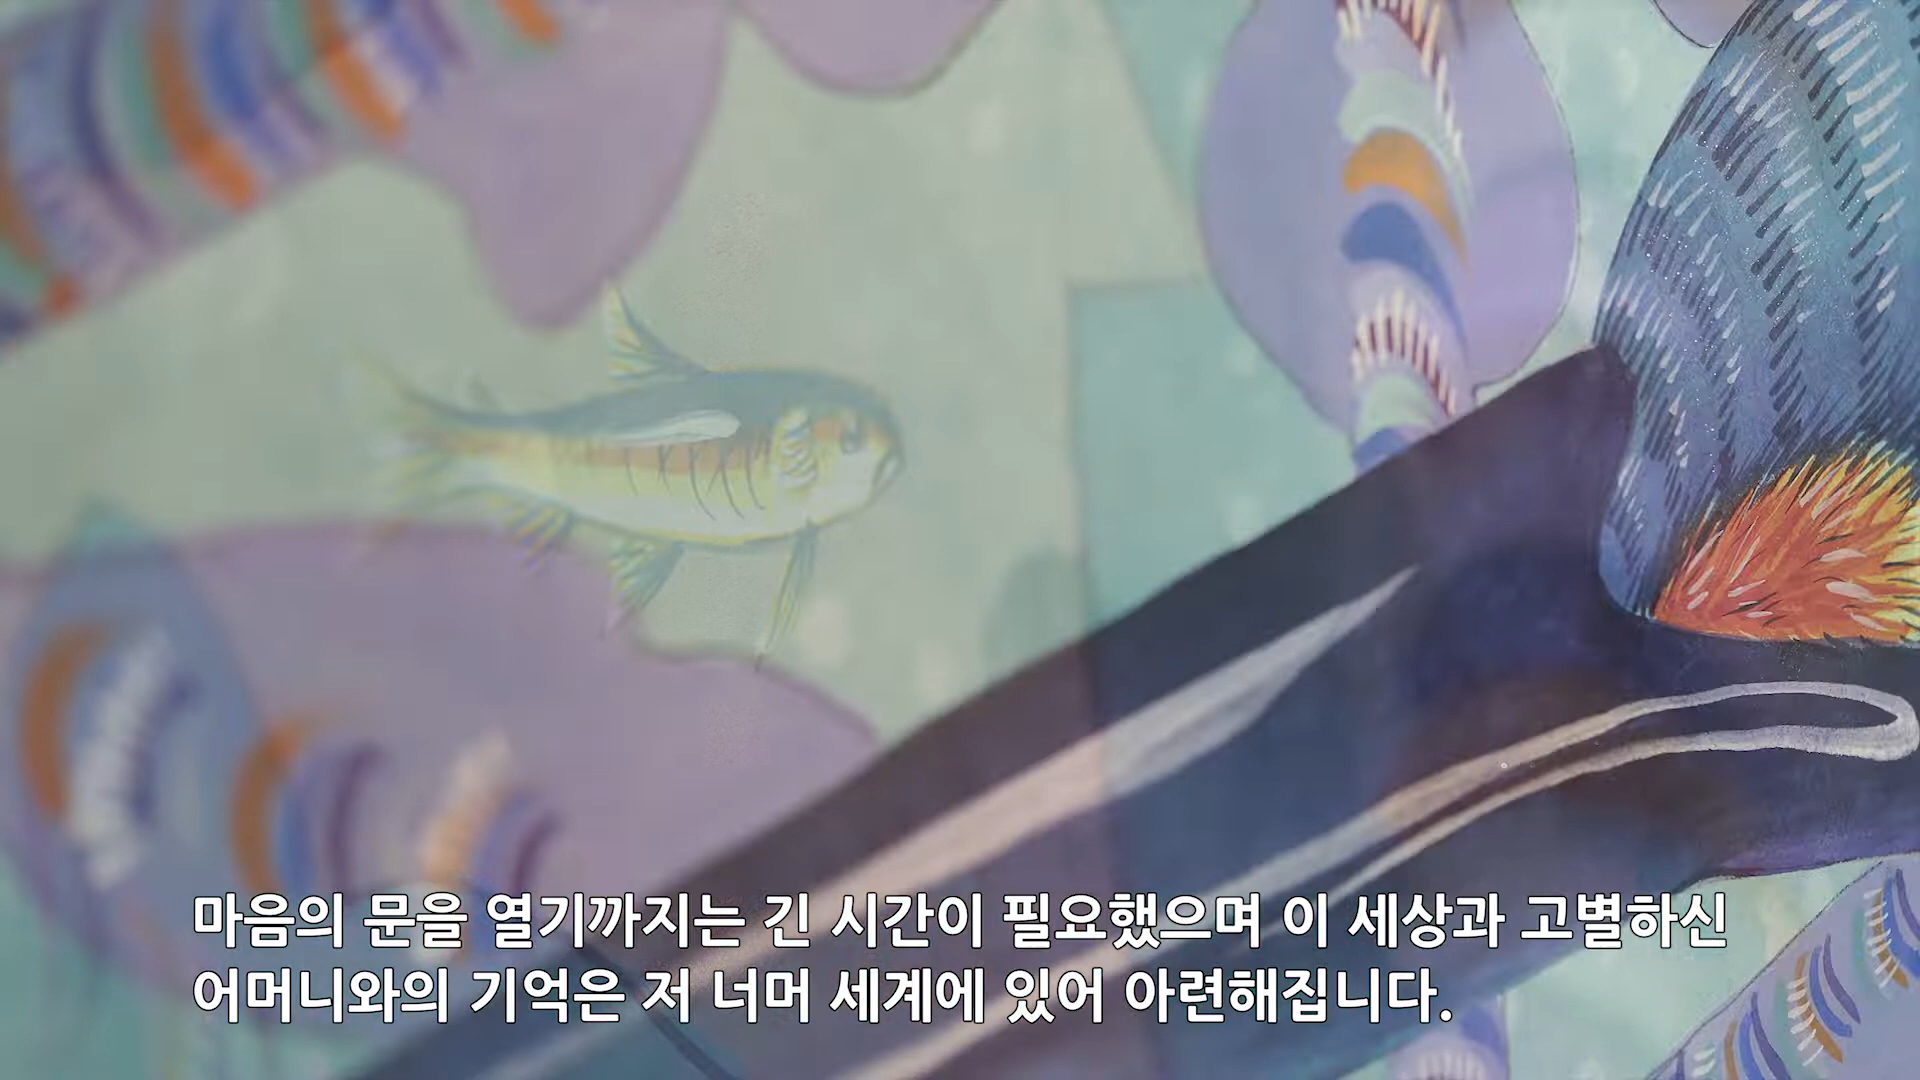 마음의 문을 열기까지는 긴 시간이 필요했으며 이 세상과 고별하신
어머니와의 기억은 저 너머 세계에 있어 아련해집니다.